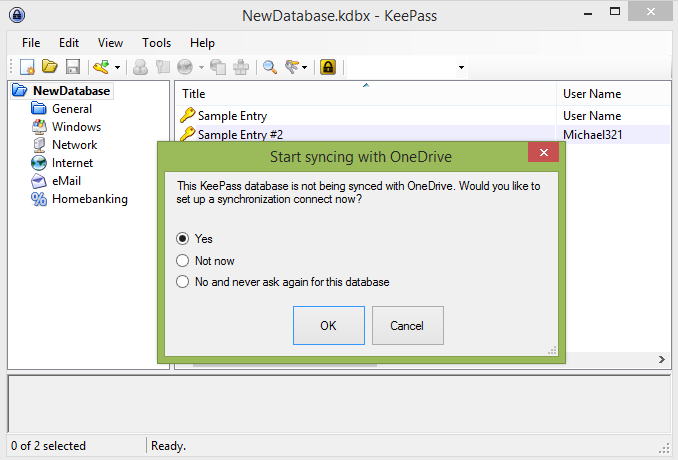 NewDatabase.kdbx - KeePass
File Edit View Tools Help
NewDatabase
General
Windows
Network
Internet
eMail
Homebanking
Title User Name
Sample Entry User Name
Sample Entry #2 Michael321
Start syncing with OneDrive
This KeePass database is not being synced with OneDrive. Would you like to
set up a synchronization connect now?
Yes
Not now
No and never ask again for this database
OK Cancel
0 of 2 selected Ready.